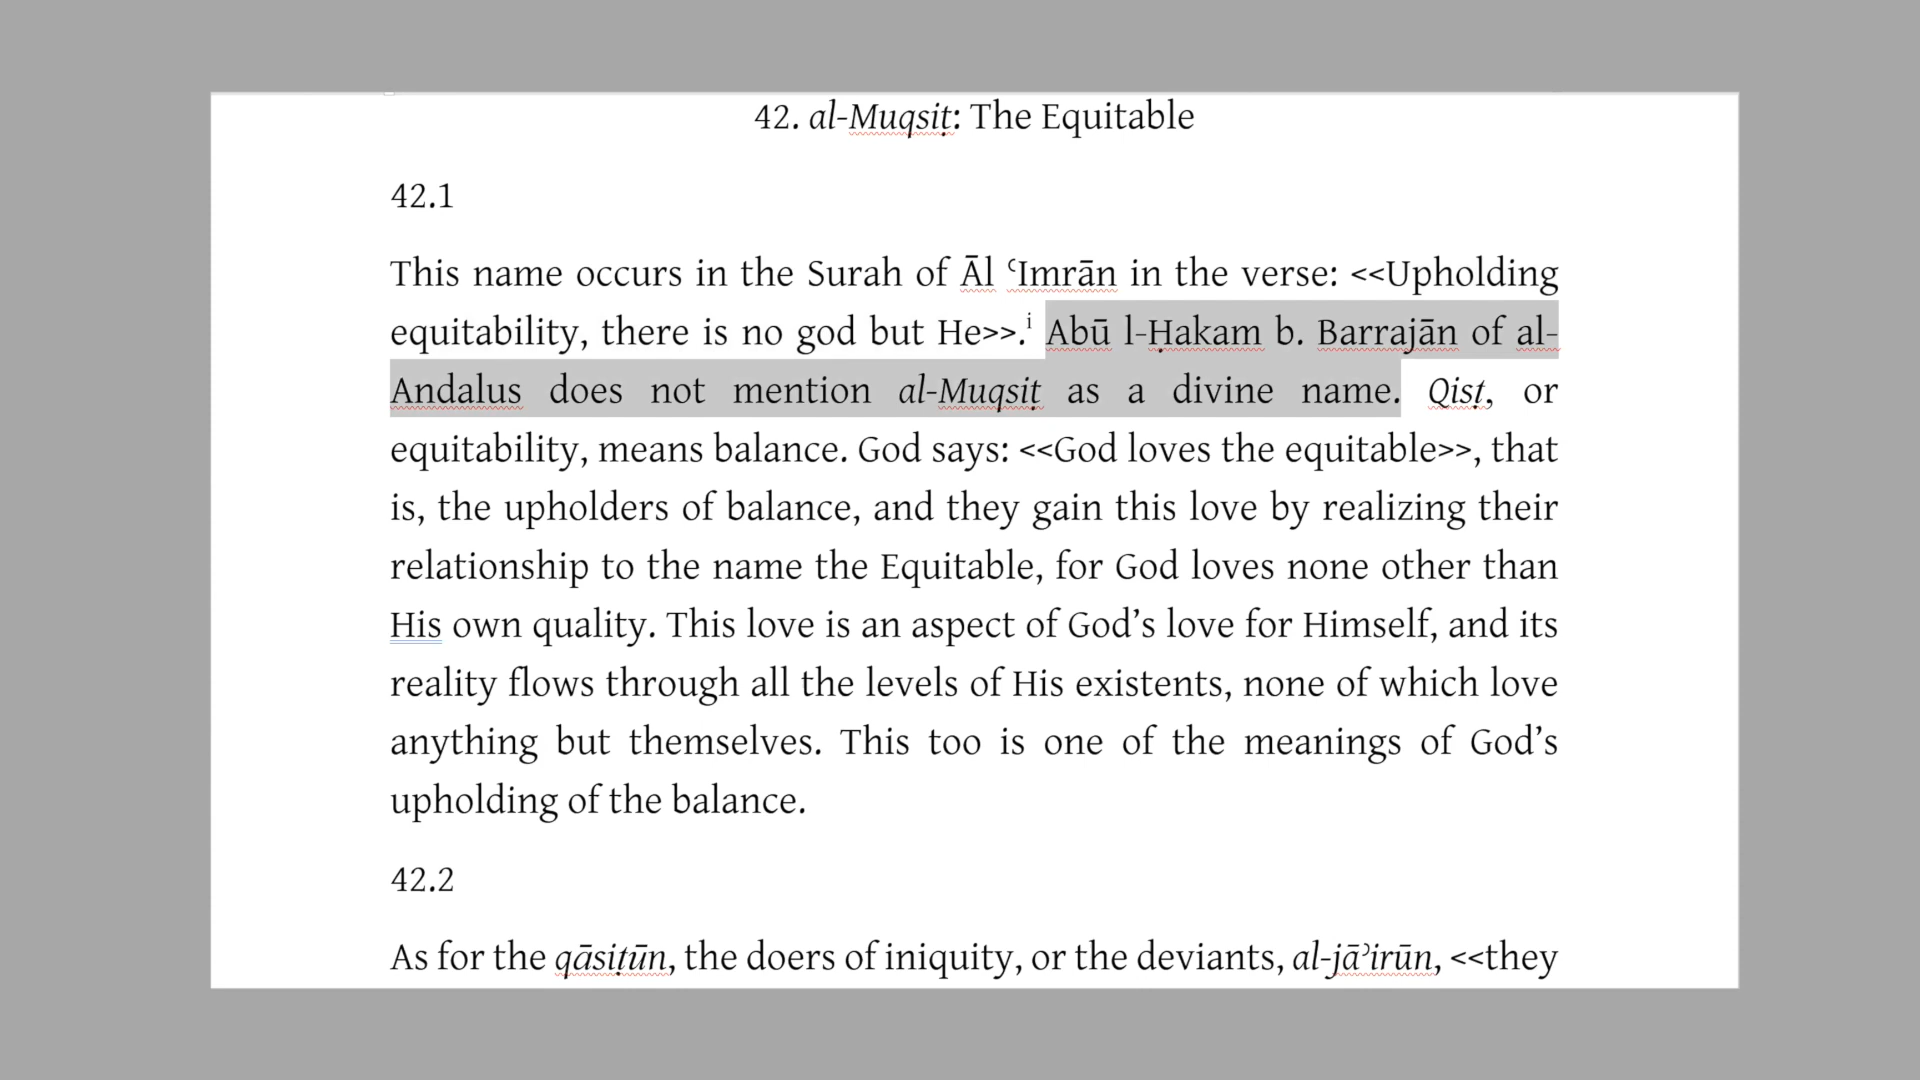 42. al-Muqsiṭ: The Equitable
42.1
This name occurs in the Surah of Āl ʿImrān in the verse: <<Upholding
equitability, there is no god but He>>.ⁱ Abū l-Ḥakam b. Barrajān of al-
Andalus does not mention al-Muqsiṭ as a divine name. Qisṭ, or
equitability, means balance. God says: <<God loves the equitable>>, that
is, the upholders of balance, and they gain this love by realizing their
relationship to the name the Equitable, for God loves none other than
His own quality. This love is an aspect of God’s love for Himself, and its
reality flows through all the levels of His existents, none of which love
anything but themselves. This too is one of the meanings of God’s
upholding of the balance.
42.2
As for the qāsiṭūn, the doers of iniquity, or the deviants, al-jāʾirūn, <<they